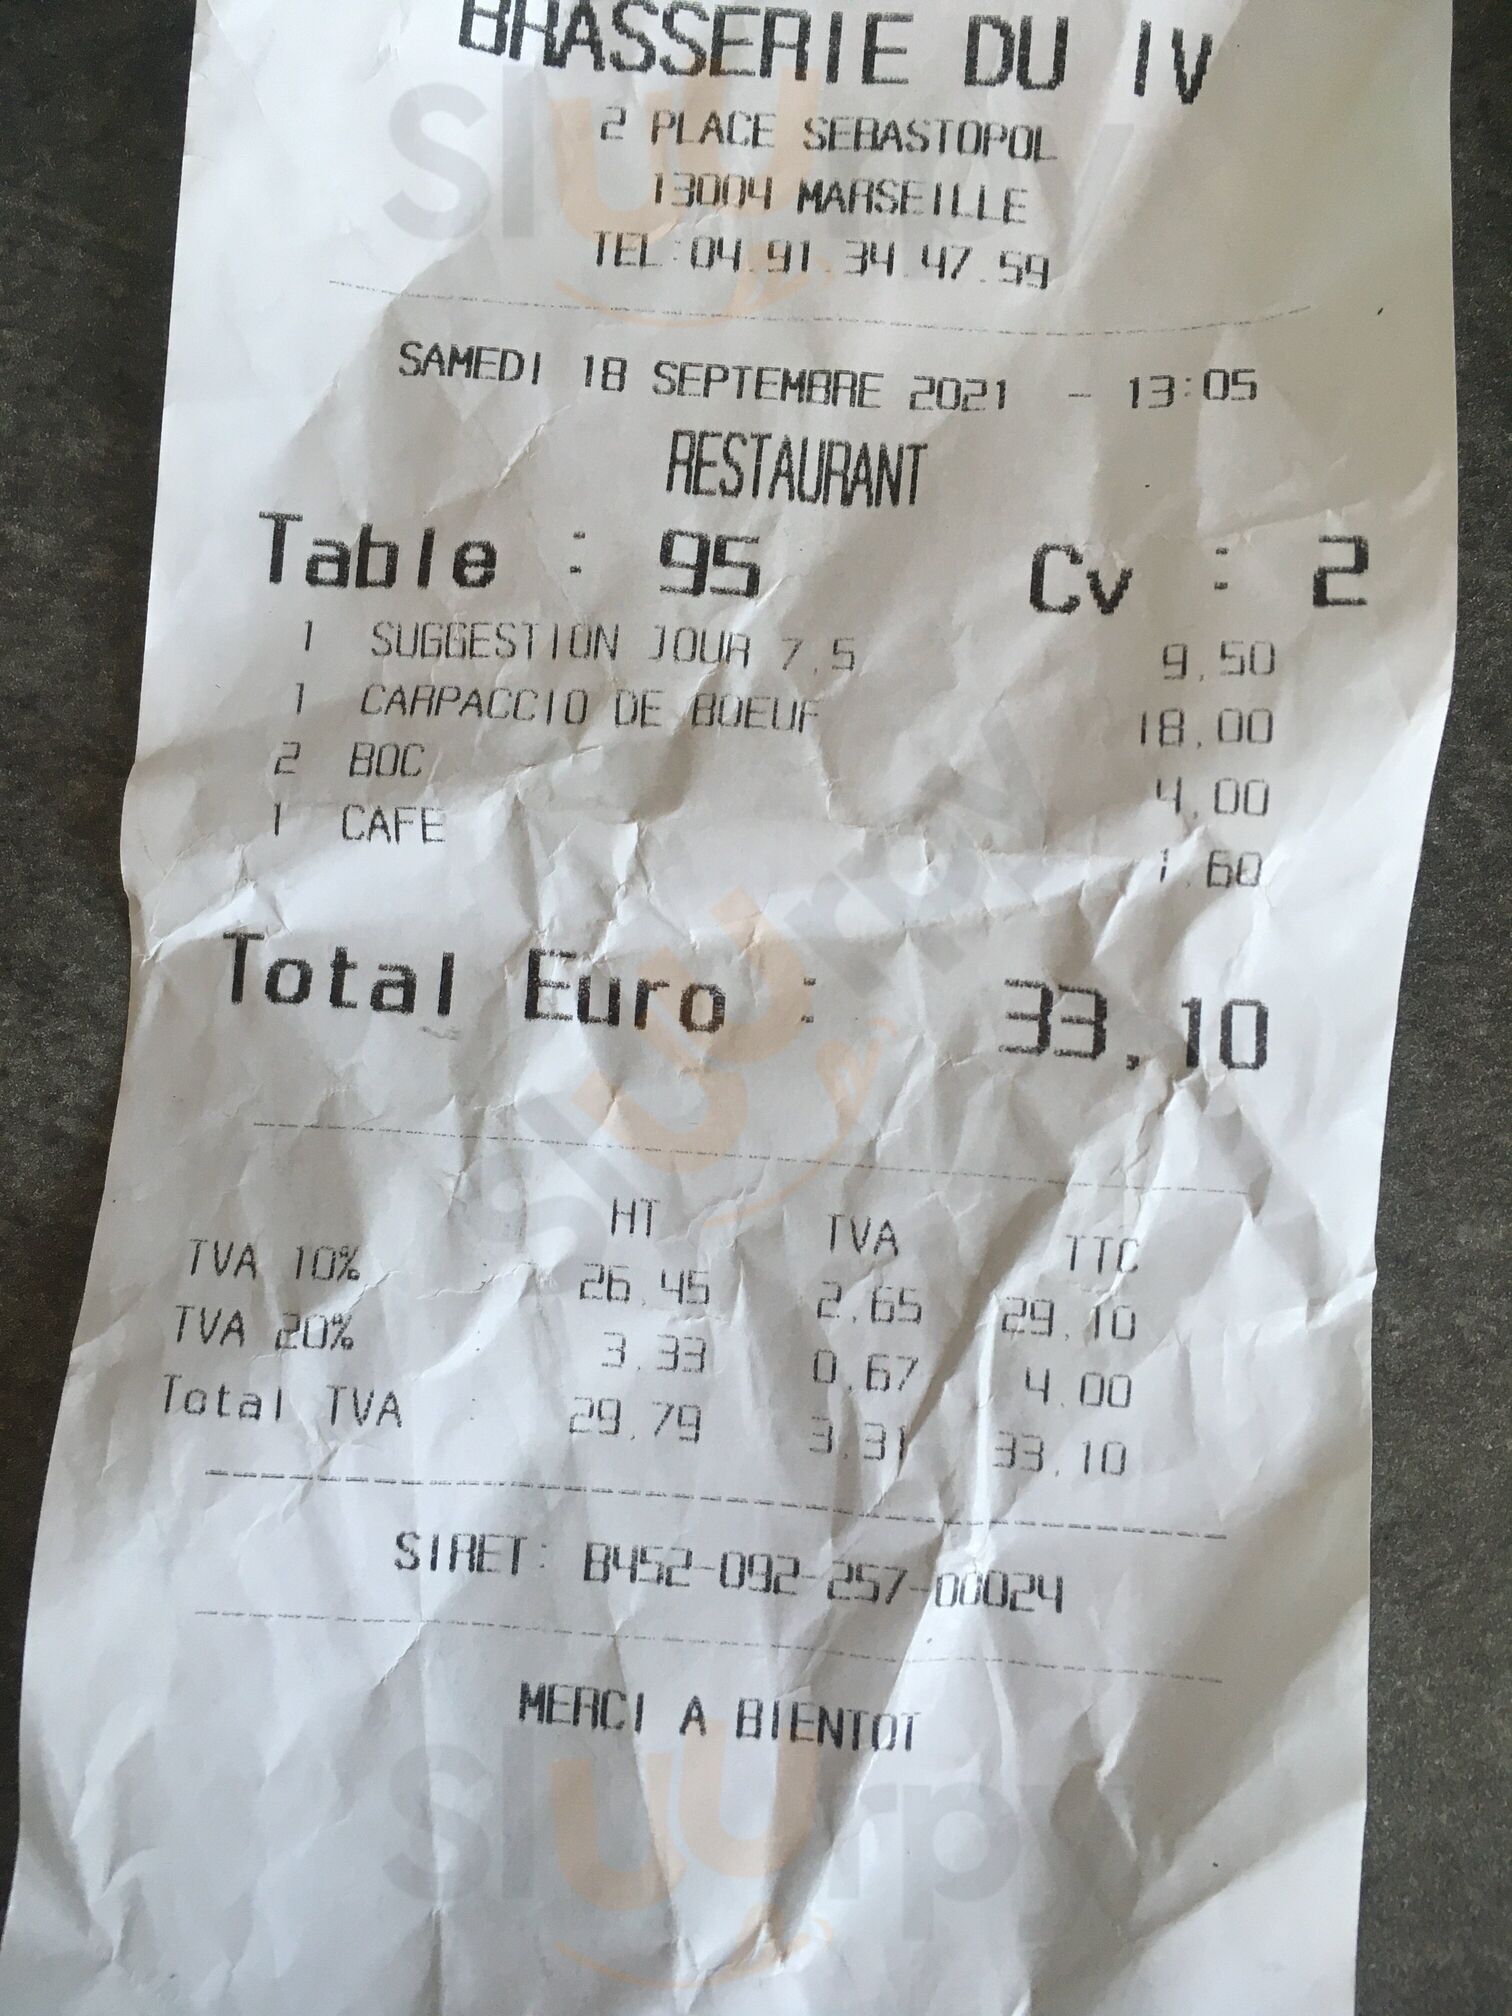 BRASSERIE DU IV
2 PLACE SEBASTOPOL
13004 MARSEILLE
TEL:04.91.34.47.59
SAMEDI 18 SEPTEMBRE 2021 - 13:05
RESTAURANT
Table : 95 Cv : 2
1 SUGGESTION JOUR 7,5 9,50
1 CARPACCIO DE BOEUF 18,00
2 BOC 4,00
1 CAFE 1,60
Total Euro : 33,10
HT TVA TTC
TVA 10% : 26,45 2,65 29,10
TVA 20% : 3,33 0,67 4,00
Total TVA : 29,79 3,31 33,10
SIRET: B452-092-257-00024
MERCI A BIENTOT
sluurpy
sluurpy
sluurpy